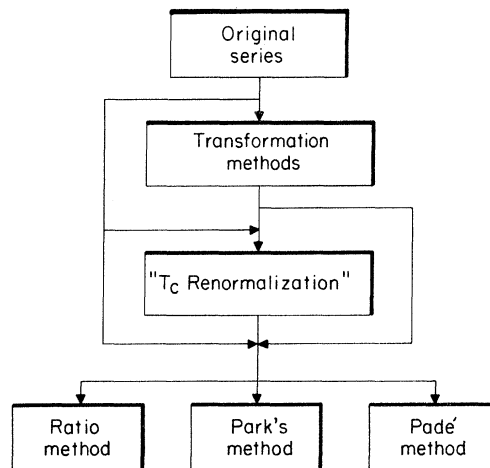 Original
series
Transformation
methods
"Tc Renormalization"
Ratio
method
Park's
method
Padé
method